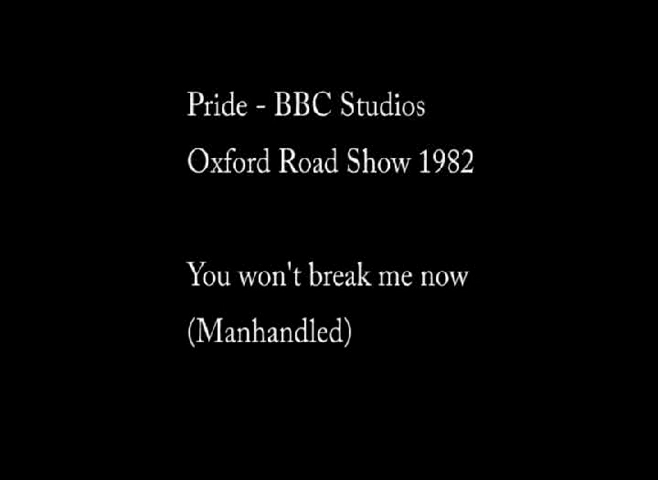 Pride - BBC Studios
Oxford Road Show 1982
You won't break me now
(Manhandled)